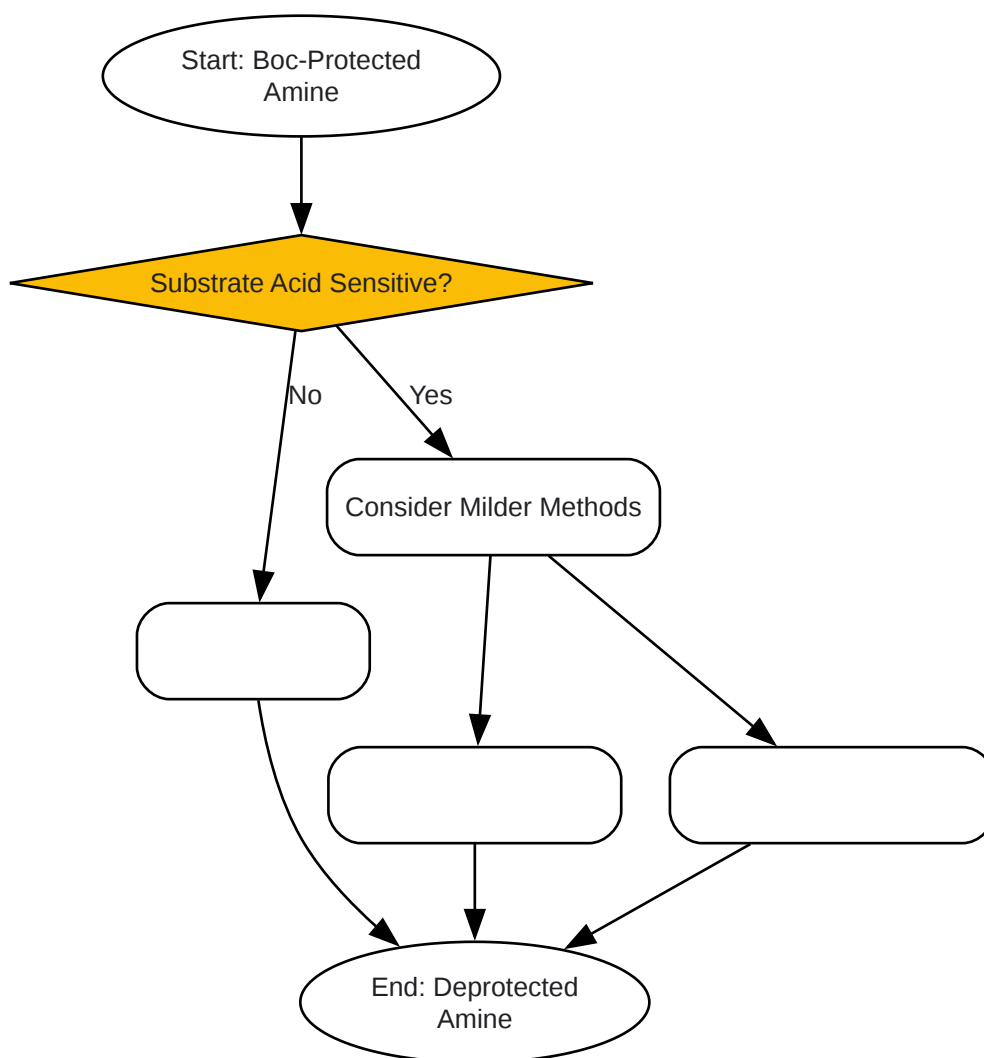 Start: Boc-Protected
Amine
Substrate Acid Sensitive?
No
Yes
Consider Milder Methods
End: Deprotected
Amine